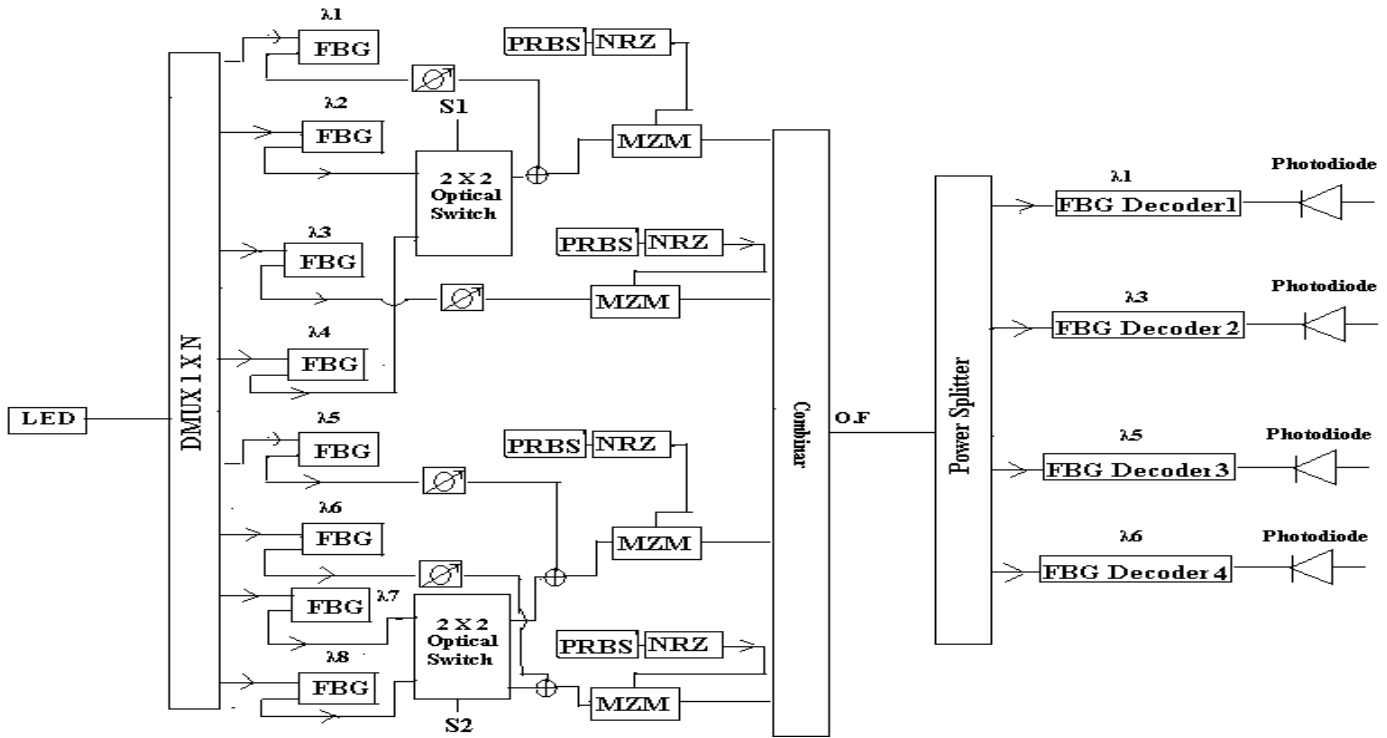 λ1
FBG
PRBS NRZ
λ2
FBG
S1
MZM
2 X 2
Optical
Switch
λ3
FBG
PRBS NRZ
MZM
λ4
FBG
LED
DMUX 1 X N
λ5
FBG
PRBS NRZ
λ6
FBG
MZM
λ7
FBG
2 X 2
Optical
Switch
PRBS NRZ
λ8
FBG
MZM
S2
Combinar
O.F
Power Splitter
λ1
Photodiode
FBG Decoder1
λ3
Photodiode
FBG Decoder 2
λ5
Photodiode
FBG Decoder 3
λ6
Photodiode
FBG Decoder 4